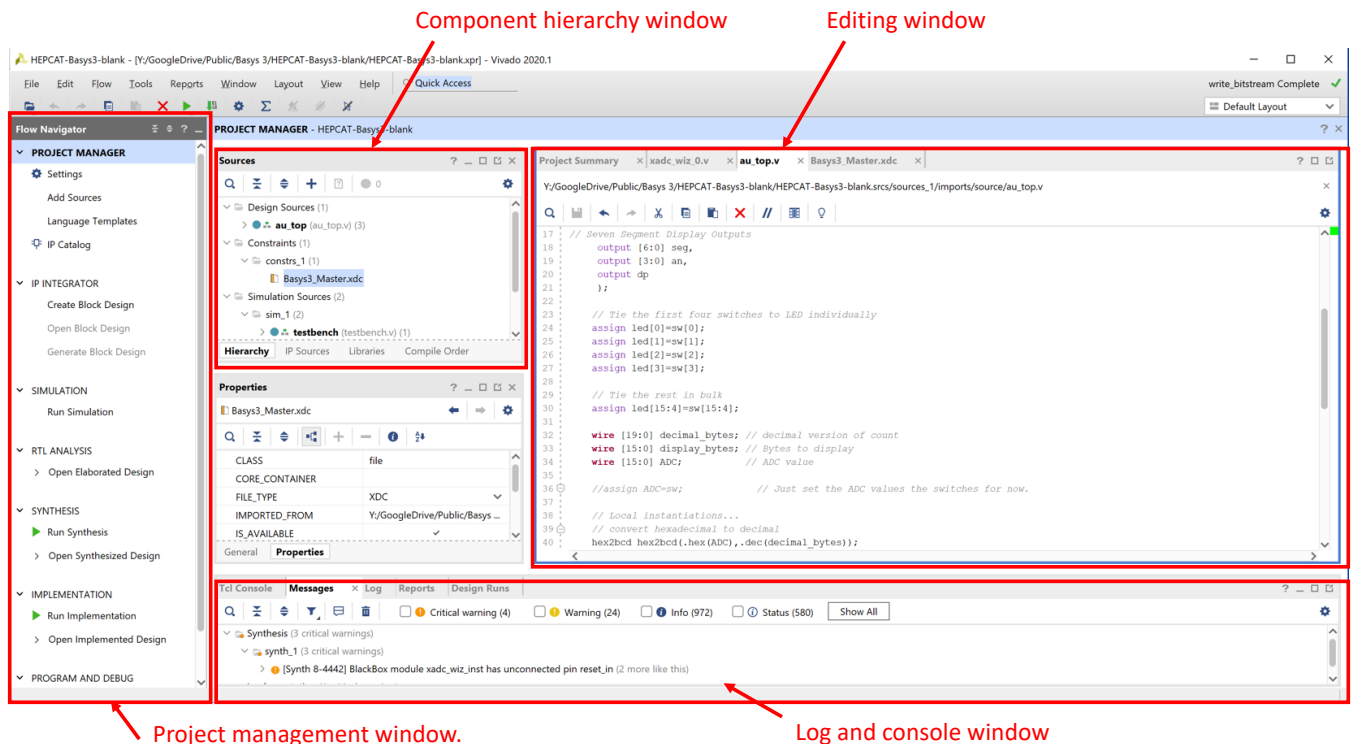 Component hierarchy window
Editing window
HEPCAT-Basys3-blank - [Y:/GoogleDrive/Public/Basys 3/HEPCAT-Basys3-blank/HEPCAT-Basys3-blank.xpr] - Vivado 2020.1
File Edit Flow Tools Reports Window Layout View Help Quick Access
write_bitstream Complete
Default Layout
Flow Navigator
PROJECT MANAGER
Settings
Add Sources
Language Templates
IP Catalog
IP INTEGRATOR
Create Block Design
Open Block Design
Generate Block Design
SIMULATION
Run Simulation
RTL ANALYSIS
Open Elaborated Design
SYNTHESIS
Run Synthesis
Open Synthesized Design
IMPLEMENTATION
Run Implementation
Open Implemented Design
PROGRAM AND DEBUG
PROJECT MANAGER - HEPCAT-Basys3-blank
Sources
0
Design Sources (1)
au_top (au_top.v) (3)
Constraints (1)
constrs_1 (1)
Basys3_Master.xdc
Simulation Sources (2)
sim_1 (2)
testbench (testbench.v) (1)
Hierarchy IP Sources Libraries Compile Order
Properties
Basys3_Master.xdc
CLASS file
CORE_CONTAINER
FILE_TYPE XDC
IMPORTED_FROM Y:/GoogleDrive/Public/Basys ...
IS_AVAILABLE
General Properties
Project Summary xadc_wiz_0.v au_top.v Basys3_Master.xdc
Y:/GoogleDrive/Public/Basys 3/HEPCAT-Basys3-blank/HEPCAT-Basys3-blank.srcs/sources_1/imports/source/au_top.v
17 // Seven Segment Display Outputs
18 output [6:0] seg,
19 output [3:0] an,
20 output dp
21 );
22
23 // Tie the first four switches to LED individually
24 assign led[0]=sw[0];
25 assign led[1]=sw[1];
26 assign led[2]=sw[2];
27 assign led[3]=sw[3];
28
29 // Tie the rest in bulk
30 assign led[15:4]=sw[15:4];
31
32 wire [19:0] decimal_bytes; // decimal version of count
33 wire [15:0] display_bytes; // Bytes to display
34 wire [15:0] ADC; // ADC value
35
36 //assign ADC=sw; // Just set the ADC values the switches for now.
37
38 // Local instantiations...
39 // convert hexadecimal to decimal
40 hex2bcd hex2bcd(.hex(ADC),.dec(decimal_bytes));
Tcl Console Messages Log Reports Design Runs
Critical warning (4) Warning (24) Info (972) Status (580) Show All
Synthesis (3 critical warnings)
synth_1 (3 critical warnings)
[Synth 8-4442] BlackBox module xadc_wiz_inst has unconnected pin reset_in (2 more like this)
Project management window.
Log and console window